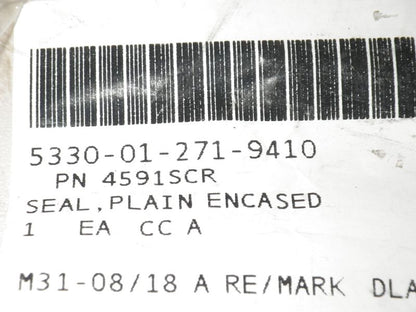 5330-01-271-9410
PN 4591SCR
SEAL, PLAIN ENCASED
1 EA CC A
M31-08/18 A RE/MARK DLA